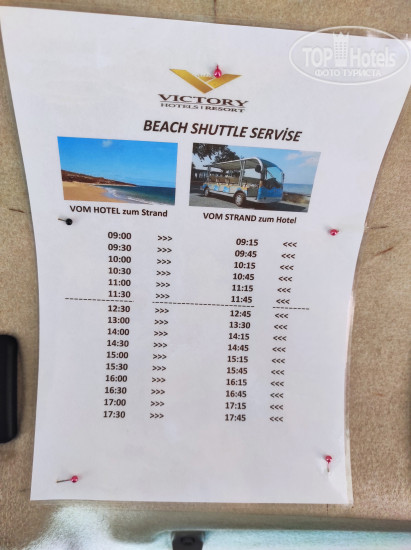 TOPHotels
ФОТО ТУРИСТА
VICTORY
HOTELS | RESORT
BEACH SHUTTLE SERVİSE
VOM HOTEL zum Strand
VOM STRAND zum Hotel
09:00 >>> 09:15 <<<
09:30 >>> 09:45 <<<
10:00 >>> 10:15 <<<
10:30 >>> 10:45 <<<
11:00 >>> 11:15 <<<
11:30 >>> 11:45 <<<
12:30 >>> 12:45 <<<
13:00 >>> 13:30 <<<
14:00 >>> 14:15 <<<
14:30 >>> 14:45 <<<
15:00 >>> 15:15 <<<
15:30 >>> 15:45 <<<
16:00 >>> 16:15 <<<
16:30 >>> 16:45 <<<
17:00 >>> 17:15 <<<
17:30 >>> 17:45 <<<